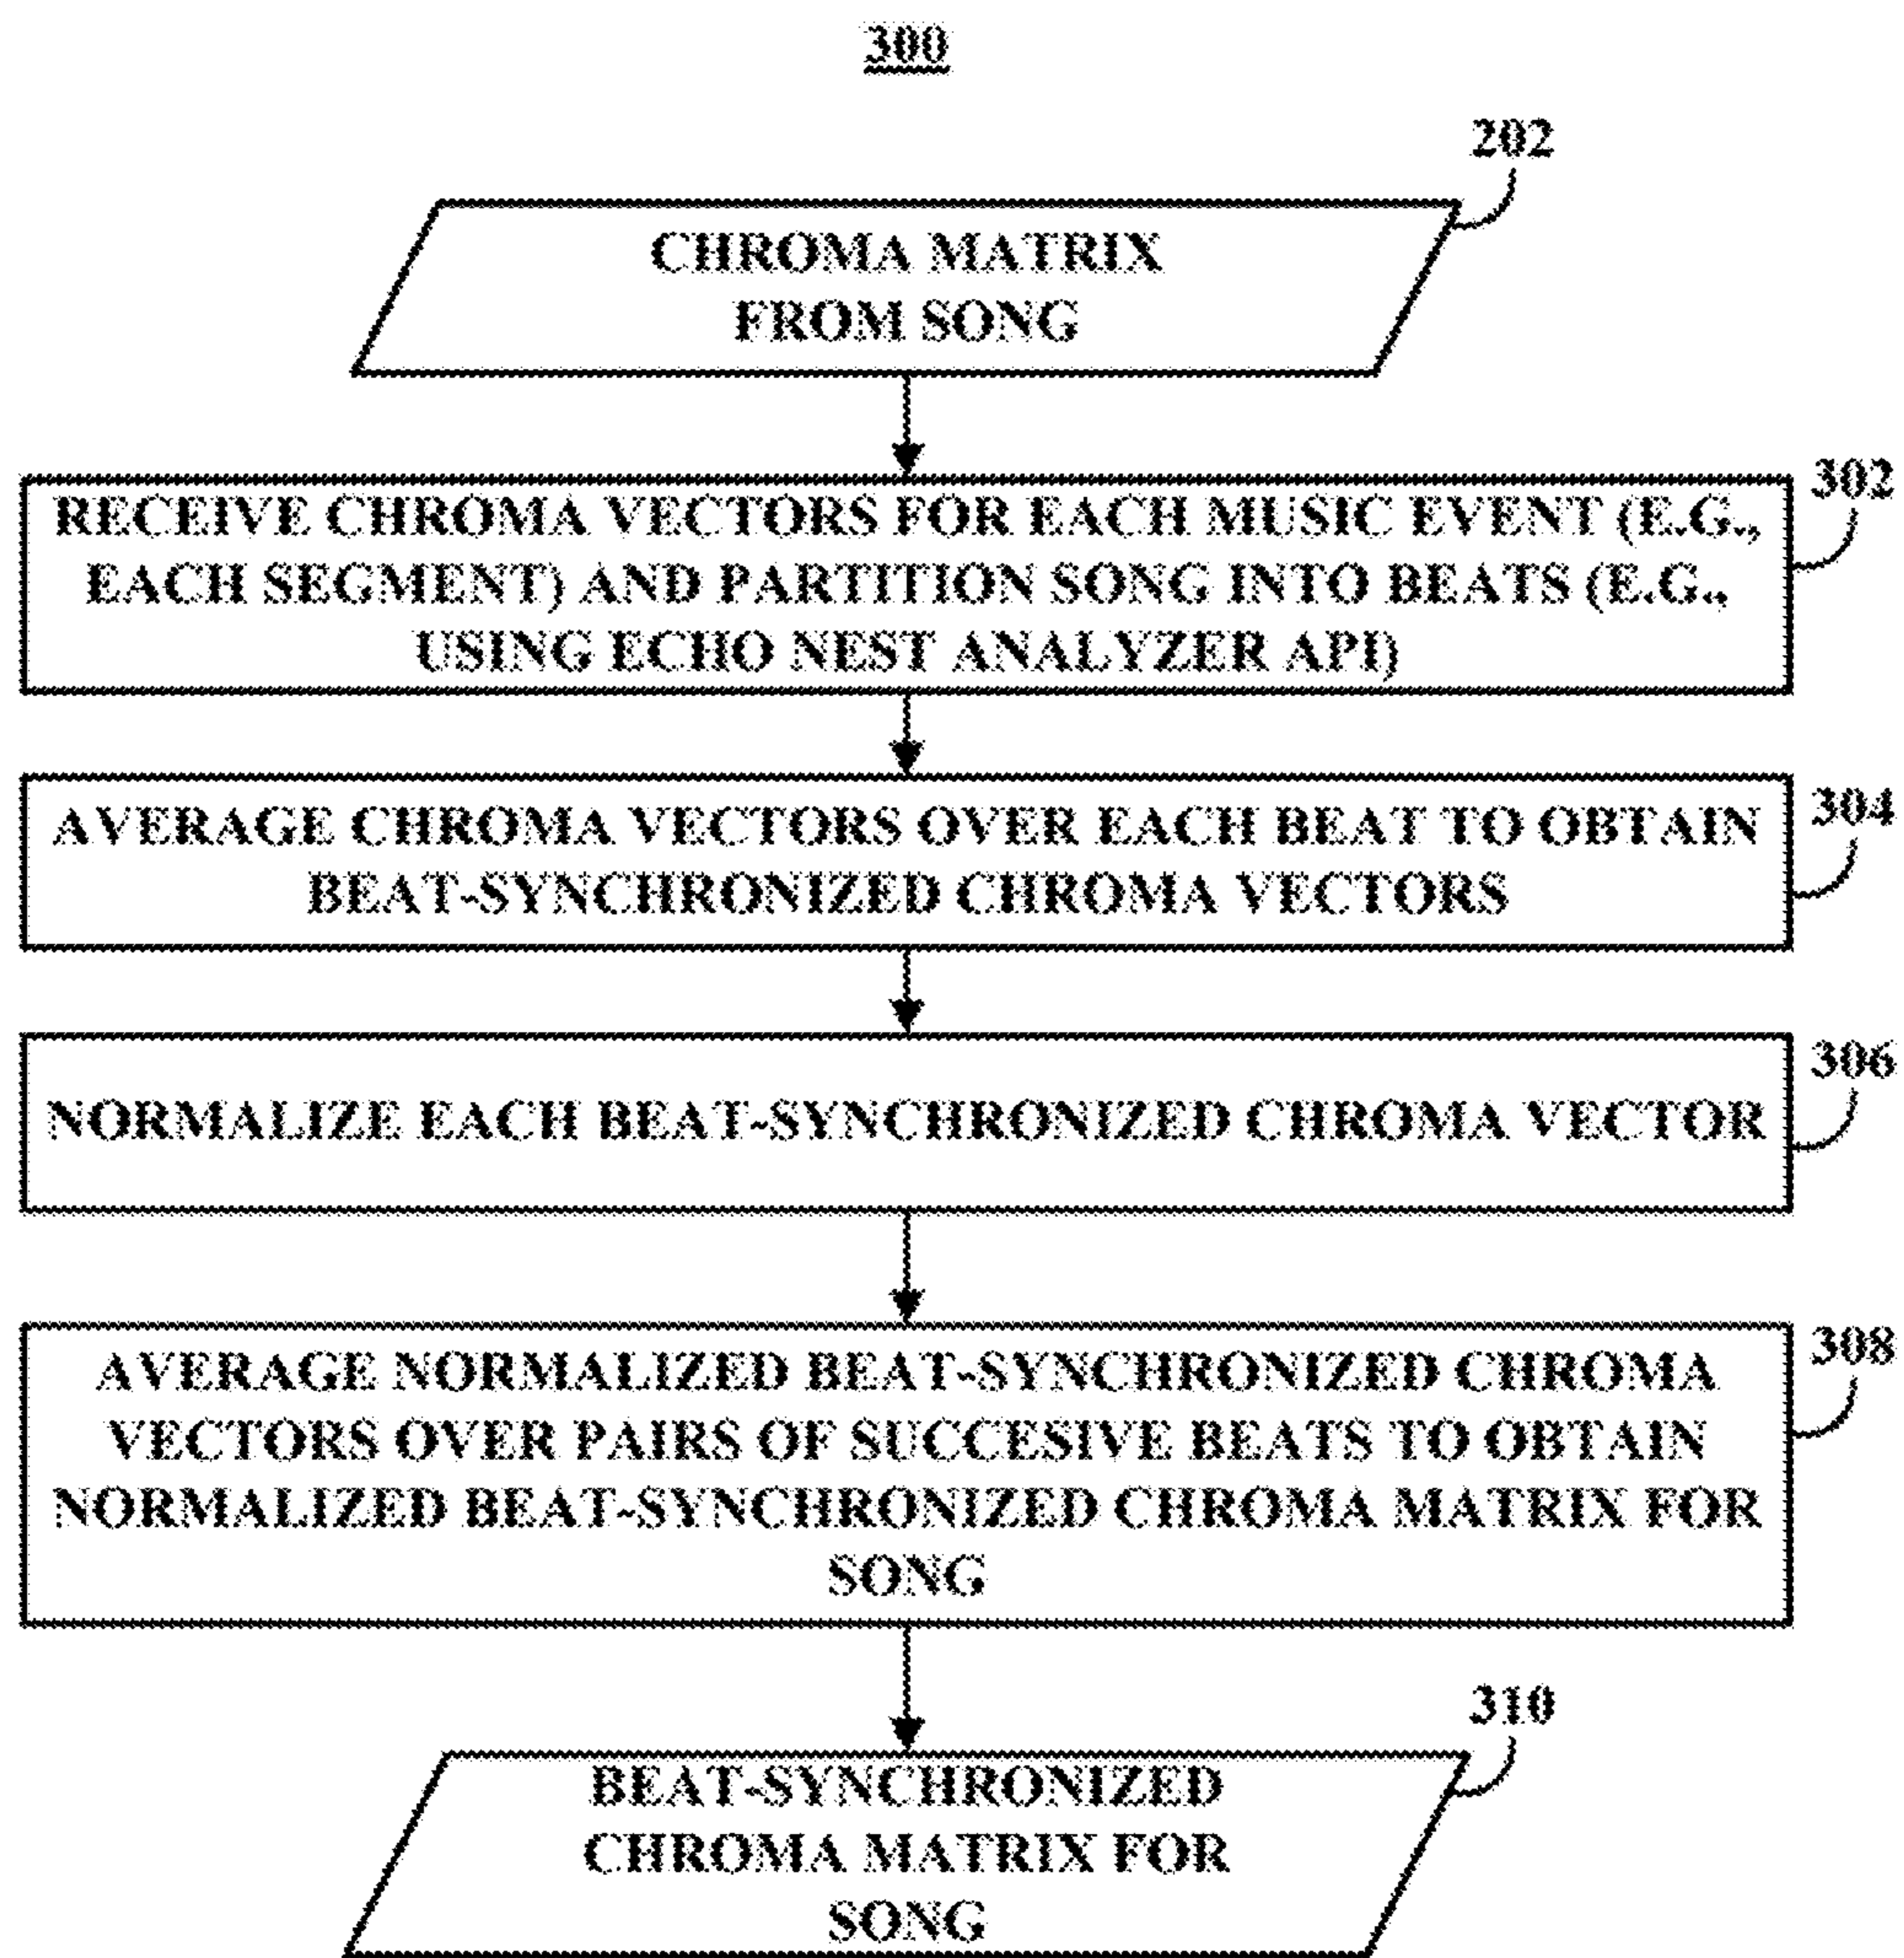 300
202
CHROMA MATRIX
FROM SONG
302
RECEIVE CHROMA VECTORS FOR EACH MUSIC EVENT (E.G.,
EACH SEGMENT) AND PARTITION SONG INTO BEATS (E.G.,
USING ECHO NEST ANALYZER API)
304
AVERAGE CHROMA VECTORS OVER EACH BEAT TO OBTAIN
BEAT-SYNCHRONIZED CHROMA VECTORS
306
NORMALIZE EACH BEAT-SYNCHRONIZED CHROMA VECTOR
308
AVERAGE NORMALIZED BEAT-SYNCHRONIZED CHROMA
VECTORS OVER PAIRS OF SUCCESIVE BEATS TO OBTAIN
NORMALIZED BEAT-SYNCHRONIZED CHROMA MATRIX FOR
SONG
310
BEAT-SYNCHRONIZED
CHROMA MATRIX FOR
SONG